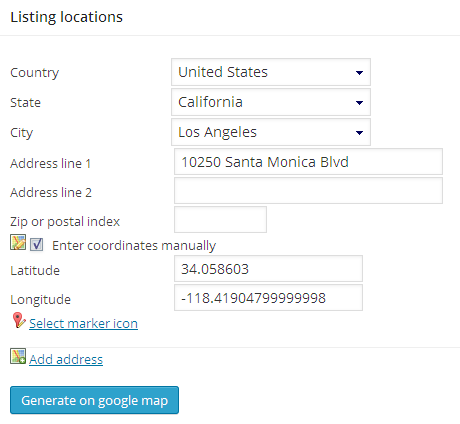 Listing locations
Country United States
State California
City Los Angeles
Address line 1 10250 Santa Monica Blvd
Address line 2
Zip or postal index
Enter coordinates manually
Latitude 34.058603
Longitude -118.41904799999998
Select marker icon
Add address
Generate on google map